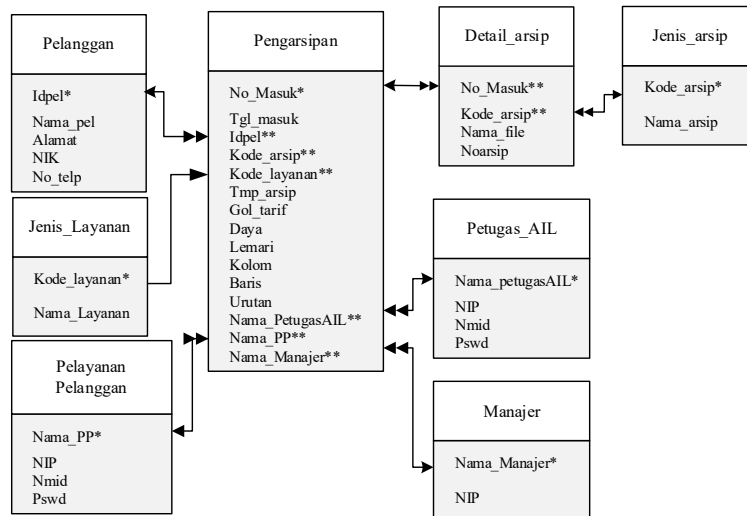 Pelanggan
Idpel*
Nama_pel
Alamat
NIK
No_telp
Pengarsipan
No_Masuk*
Tgl_masuk
Idpel**
Kode_arsip**
Kode_layanan**
Tmp_arsip
Gol_tarif
Daya
Lemari
Kolom
Baris
Urutan
Nama_PetugasAIL**
Nama_PP**
Nama_Manajer**
Detail_arsip
No_Masuk**
Kode_arsip**
Nama_file
Noarsip
Jenis_arsip
Kode_arsip*
Nama_arsip
Jenis_Layanan
Kode_layanan*
Nama_Layanan
Petugas_AIL
Nama_petugasAIL*
NIP
Nmid
Pswd
Pelayanan
Pelanggan
Nama_PP*
NIP
Nmid
Pswd
Manajer
Nama_Manajer*
NIP